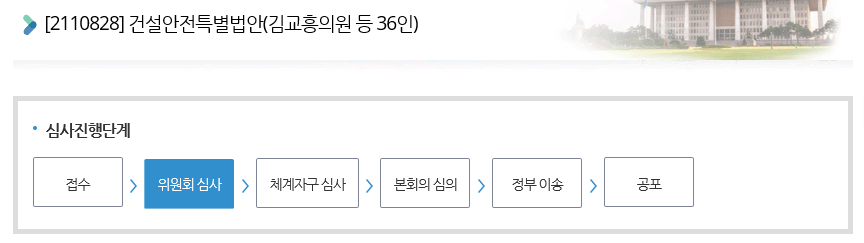 [2110828] 건설안전특별법안(김교흥의원 등 36인)
심사진행단계
접수
위원회 심사
체계자구 심사
본회의 심의
정부 이송
공포